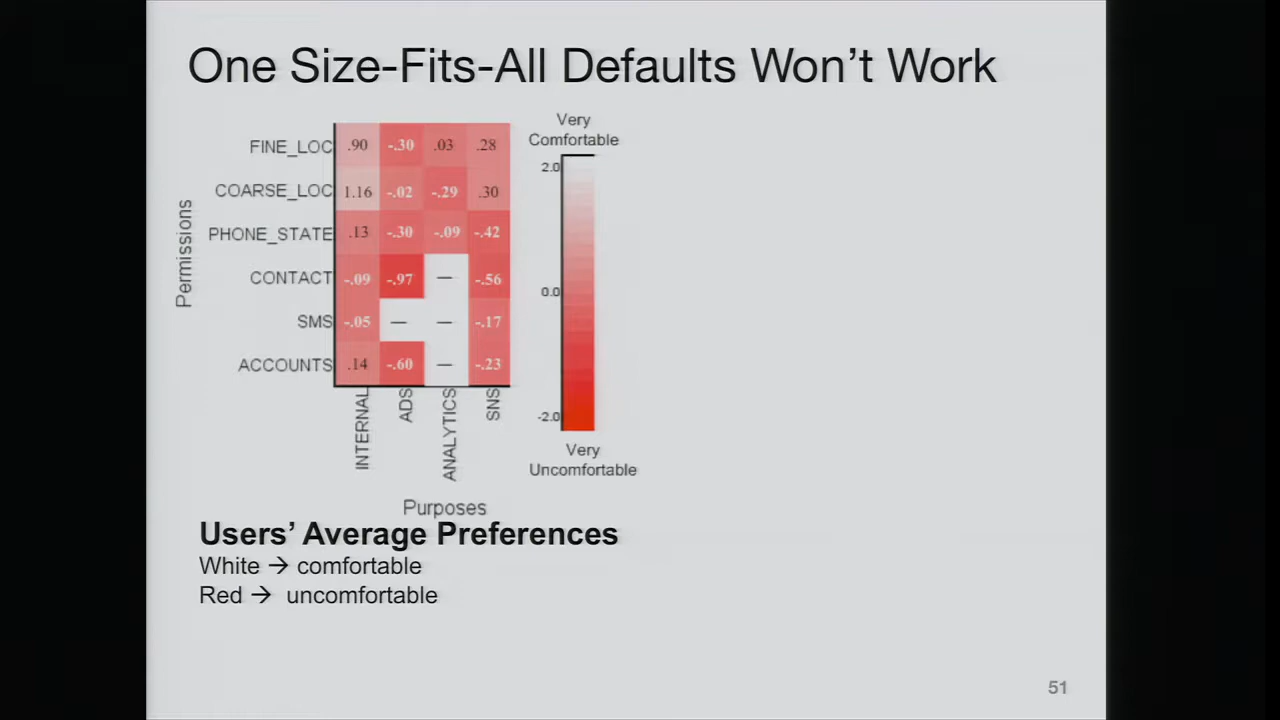 One Size-Fits-All Defaults Won't Work
Very
Comfortable
2.0
0.0
-2.0
Very
Uncomfortable
Permissions
FINE_LOC .90 -.30 .03 .28
COARSE_LOC 1.16 -.02 -.29 .30
PHONE_STATE .13 -.30 -.09 -.42
CONTACT -.09 -.97 — -.56
SMS -.05 — — -.17
ACCOUNTS .14 -.60 — -.23
INTERNAL ADS ANALYTICS SNS
Purposes
Users' Average Preferences
White → comfortable
Red → uncomfortable
51